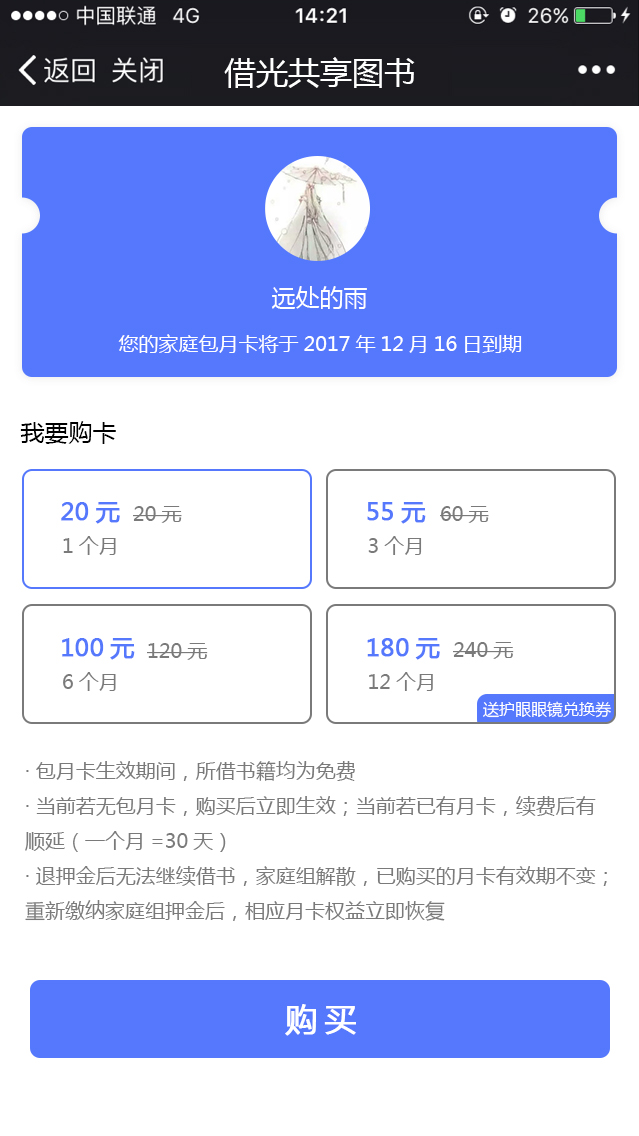 中国联通 4G 14:21 26%
返回 关闭 借光共享图书
远处的雨
您的家庭包月卡将于 2017 年 12 月 16 日到期
我要购卡
20 元 20 元
1 个月
55 元 60 元
3 个月
100 元 120 元
6 个月
180 元 240 元
12 个月
送护眼眼镜兑换券
· 包月卡生效期间，所借书籍均为免费
· 当前若无包月卡，购买后立即生效；当前若已有月卡，续费后有
顺延（一个月 =30 天）
· 退押金后无法继续借书，家庭组解散，已购买的月卡有效期不变；
重新缴纳家庭组押金后，相应月卡权益立即恢复
购买